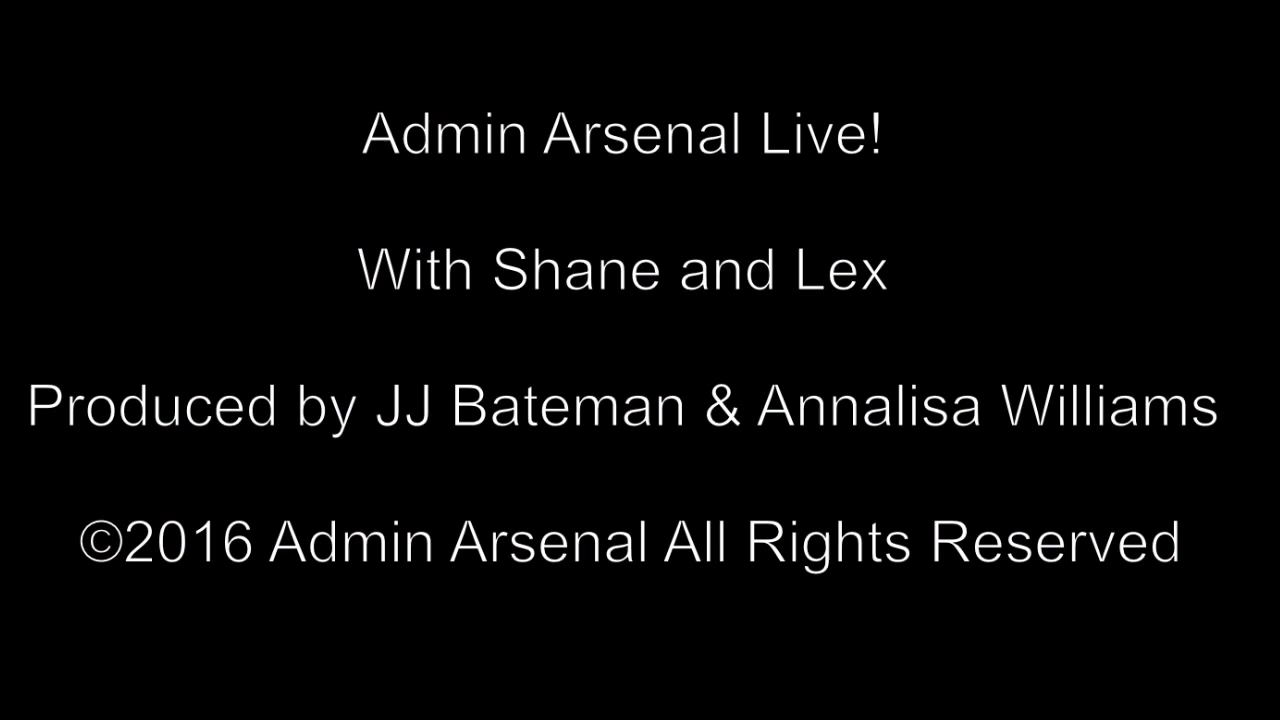 Admin Arsenal Live!
With Shane and Lex
Produced by JJ Bateman & Annalisa Williams
©2016 Admin Arsenal All Rights Reserved